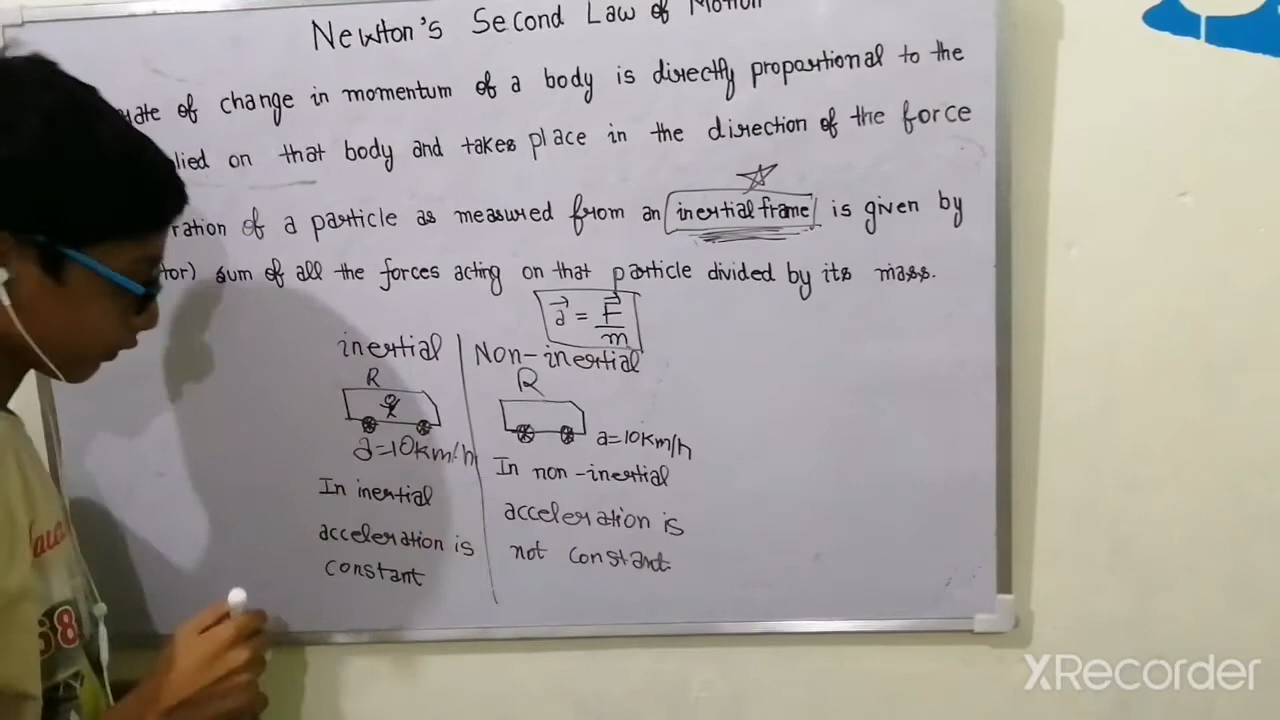 Newton's Second Law of Motion
rate of change in momentum of a body is directly proportional to the
lied on that body and takes place in the direction of the force
ration of a particle as measured from an inertial frame is given by
tor) sum of all the forces acting on that particle divided by its mass.
a⃗ = F⃗/m
inertial
Non-inertial
R
R
a=10km/h
a=10km/h
In inertial
acceleration is
constant
In non-inertial
acceleration is
not constant
68
XRecorder